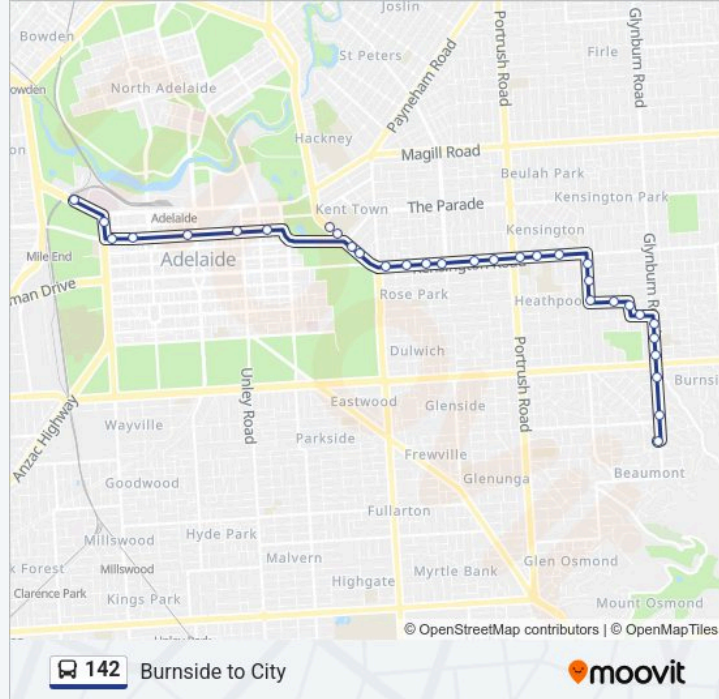 Joslin
Bowden
St Peters
Portrush Road
Glynburn Road
Firle
owden
North Adelaide
Payneham Road
on
Hackney
Magill Road
Beulah Park
Kensington Park
Adelaide
Kent Town
The Parade
Kensington
Mile End
Adelaide
Glynburn R
man Drive
Rose Park
Heathpoo
Dulwich
Portrush Road
Unley Road
Burnsi
Eastwood
Glenside
Anzac Highway
Wayville
Parkside
Frewville
Beaumont
Goodwood
Glenunga
Fullarton
Hyde Park
Millswood
Malvern
Myrtle Bank
Glen Osmond
k Forest
Millswood
Highgate
Clarence Park
Kings Park
Mount Osmond
© OpenStreetMap contributors | © OpenMapTiles
142 Burnside to City
moovit